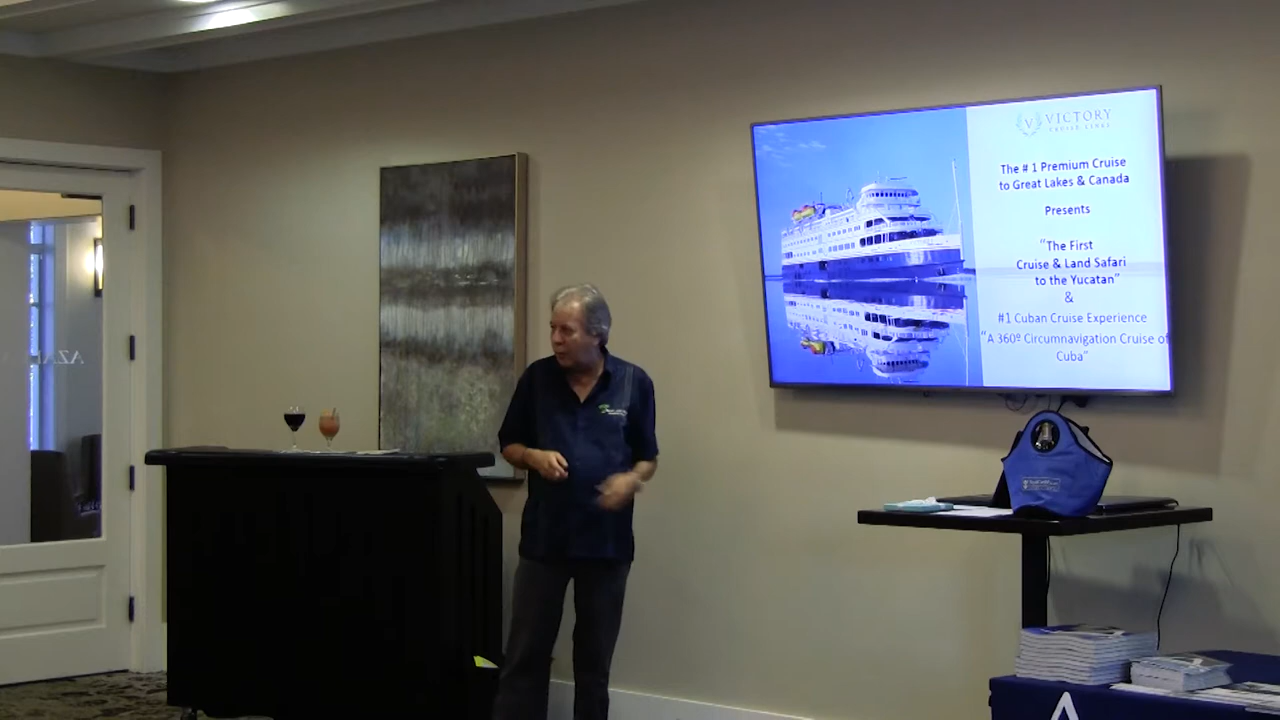 VICTORY
CRUISE LINES
The # 1 Premium Cruise
to Great Lakes & Canada
Presents
“The First
Cruise & Land Safari
to the Yucatan”
&
#1 Cuban Cruise Experience
“A 360º Circumnavigation Cruise of
Cuba”